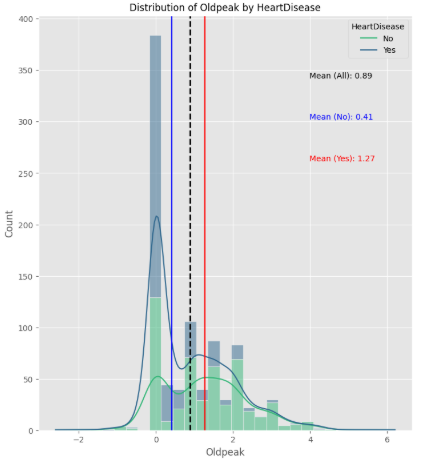 Distribution of Oldpeak by HeartDisease
HeartDisease
No
Yes
Mean (All): 0.89
Mean (No): 0.41
Mean (Yes): 1.27
400
350
300
250
200
150
100
50
0
Count
−2
0
2
4
6
Oldpeak